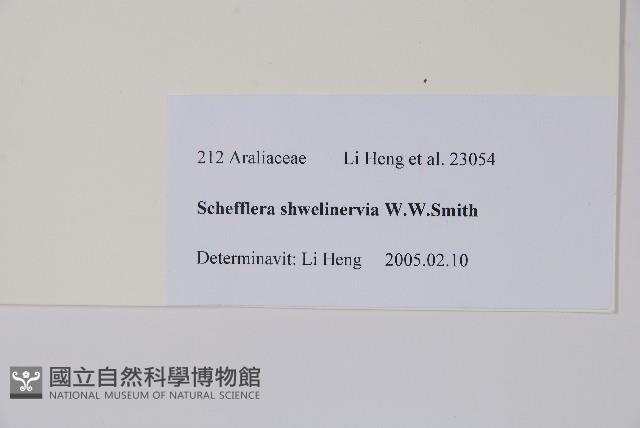 212 Araliaceae Li Heng et al. 23054
Schefflera shwelinervia W.W.Smith
Determinavit: Li Heng 2005.02.10
國立自然科學博物館
NATIONAL MUSEUM OF NATURAL SCIENCE